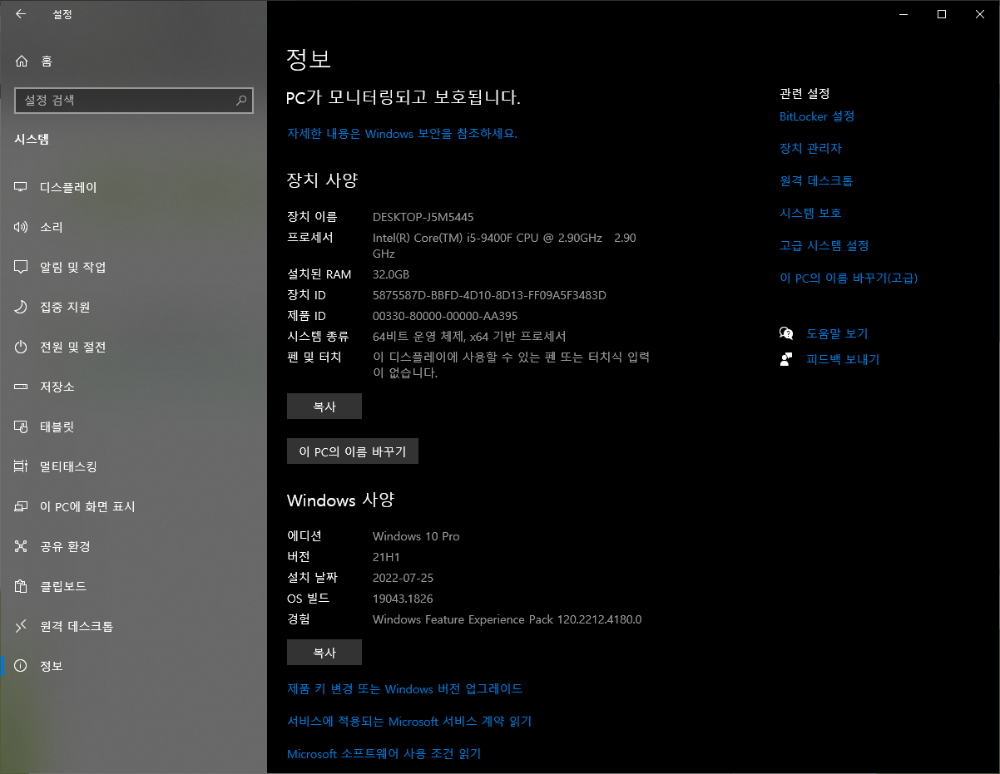 설정
홈
설정 검색
시스템
디스플레이
소리
알림 및 작업
집중 지원
전원 및 절전
저장소
태블릿
멀티태스킹
이 PC에 화면 표시
공유 환경
클립보드
원격 데스크톱
정보
정보
PC가 모니터링되고 보호됩니다.
자세한 내용은 Windows 보안을 참조하세요.
장치 사양
장치 이름 DESKTOP-J5M5445
프로세서 Intel(R) Core(TM) i5-9400F CPU @ 2.90GHz 2.90
GHz
설치된 RAM 32.0GB
장치 ID 5875587D-BBFD-4D10-8D13-FF09A5F3483D
제품 ID 00330-80000-00000-AA395
시스템 종류 64비트 운영 체제, x64 기반 프로세서
펜 및 터치 이 디스플레이에 사용할 수 있는 펜 또는 터치식 입력
이 없습니다.
복사
이 PC의 이름 바꾸기
Windows 사양
에디션 Windows 10 Pro
버전 21H1
설치 날짜 2022-07-25
OS 빌드 19043.1826
경험 Windows Feature Experience Pack 120.2212.4180.0
복사
제품 키 변경 또는 Windows 버전 업그레이드
서비스에 적용되는 Microsoft 서비스 계약 읽기
Microsoft 소프트웨어 사용 조건 읽기
관련 설정
BitLocker 설정
장치 관리자
원격 데스크톱
시스템 보호
고급 시스템 설정
이 PC의 이름 바꾸기(고급)
도움말 보기
피드백 보내기